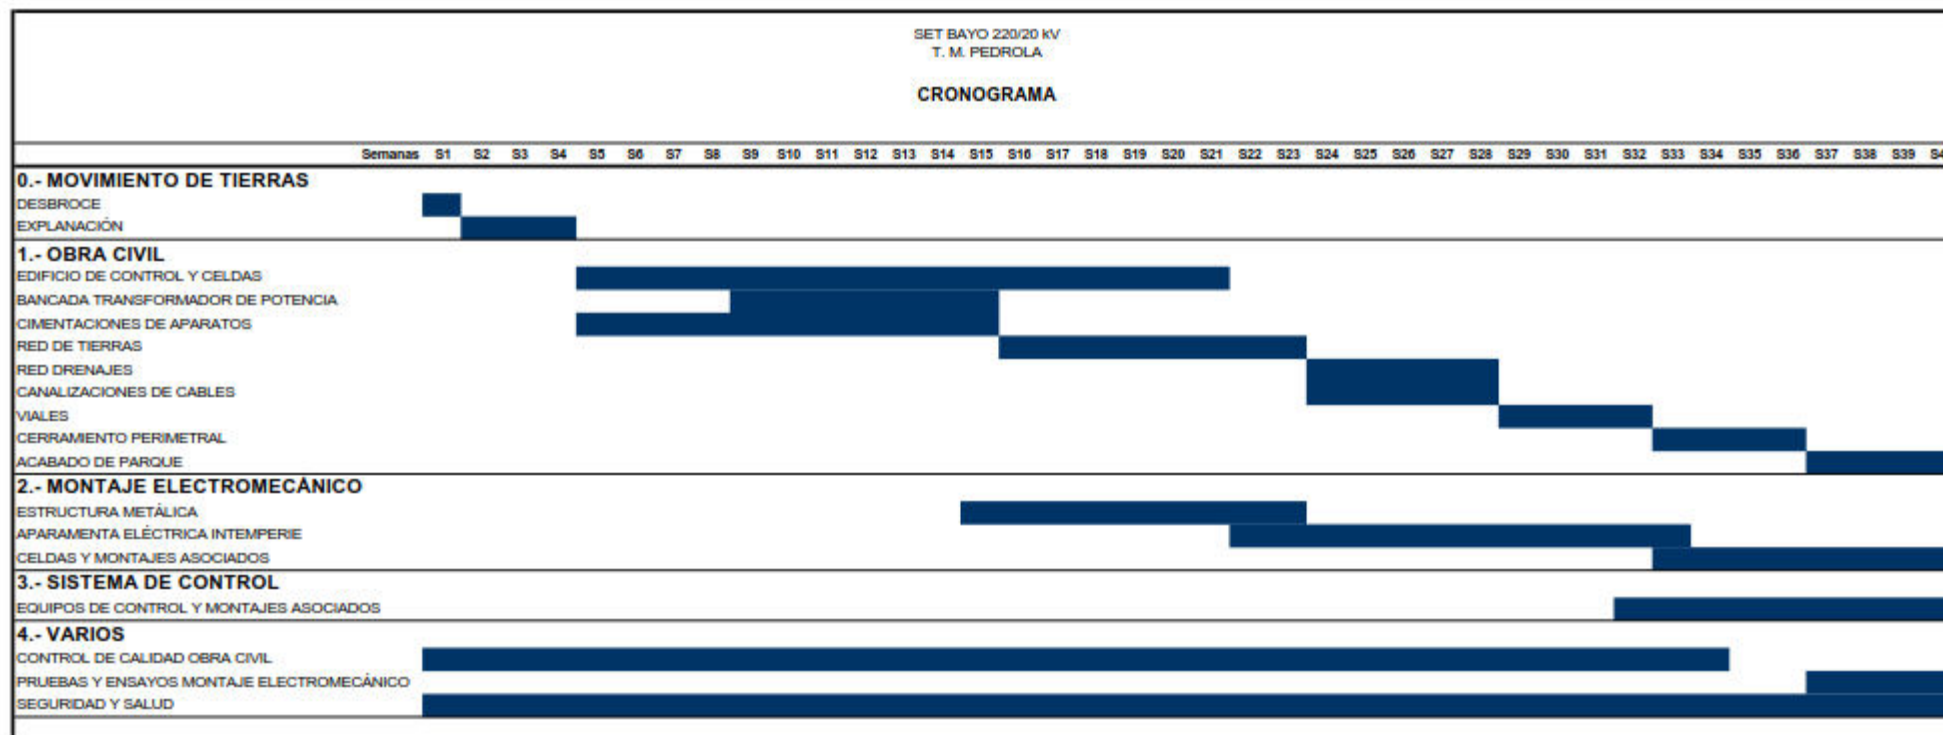 SET BAYO 220/20 kV
T. M. PEDROLA
CRONOGRAMA
Semanas S1 S2 S3 S4 S5 S6 S7 S8 S9 S10 S11 S12 S13 S14 S15 S16 S17 S18 S19 S20 S21 S22 S23 S24 S25 S26 S27 S28 S29 S30 S31 S32 S33 S34 S35 S36 S37 S38 S39
0.- MOVIMIENTO DE TIERRAS
DESBROCE
EXPLANACIÓN
1.- OBRA CIVIL
EDIFICIO DE CONTROL Y CELDAS
BANCADA TRANSFORMADOR DE POTENCIA
CIMENTACIONES DE APARATOS
RED DE TIERRAS
RED DRENAJES
CANALIZACIONES DE CABLES
VIALES
CERRAMIENTO PERIMETRAL
ACABADO DE PARQUE
2.- MONTAJE ELECTROMECÁNICO
ESTRUCTURA METÁLICA
APARAMENTA ELÉCTRICA INTEMPERIE
CELDAS Y MONTAJES ASOCIADOS
3.- SISTEMA DE CONTROL
EQUIPOS DE CONTROL Y MONTAJES ASOCIADOS
4.- VARIOS
CONTROL DE CALIDAD OBRA CIVIL
PRUEBAS Y ENSAYOS MONTAJE ELECTROMECÁNICO
SEGURIDAD Y SALUD